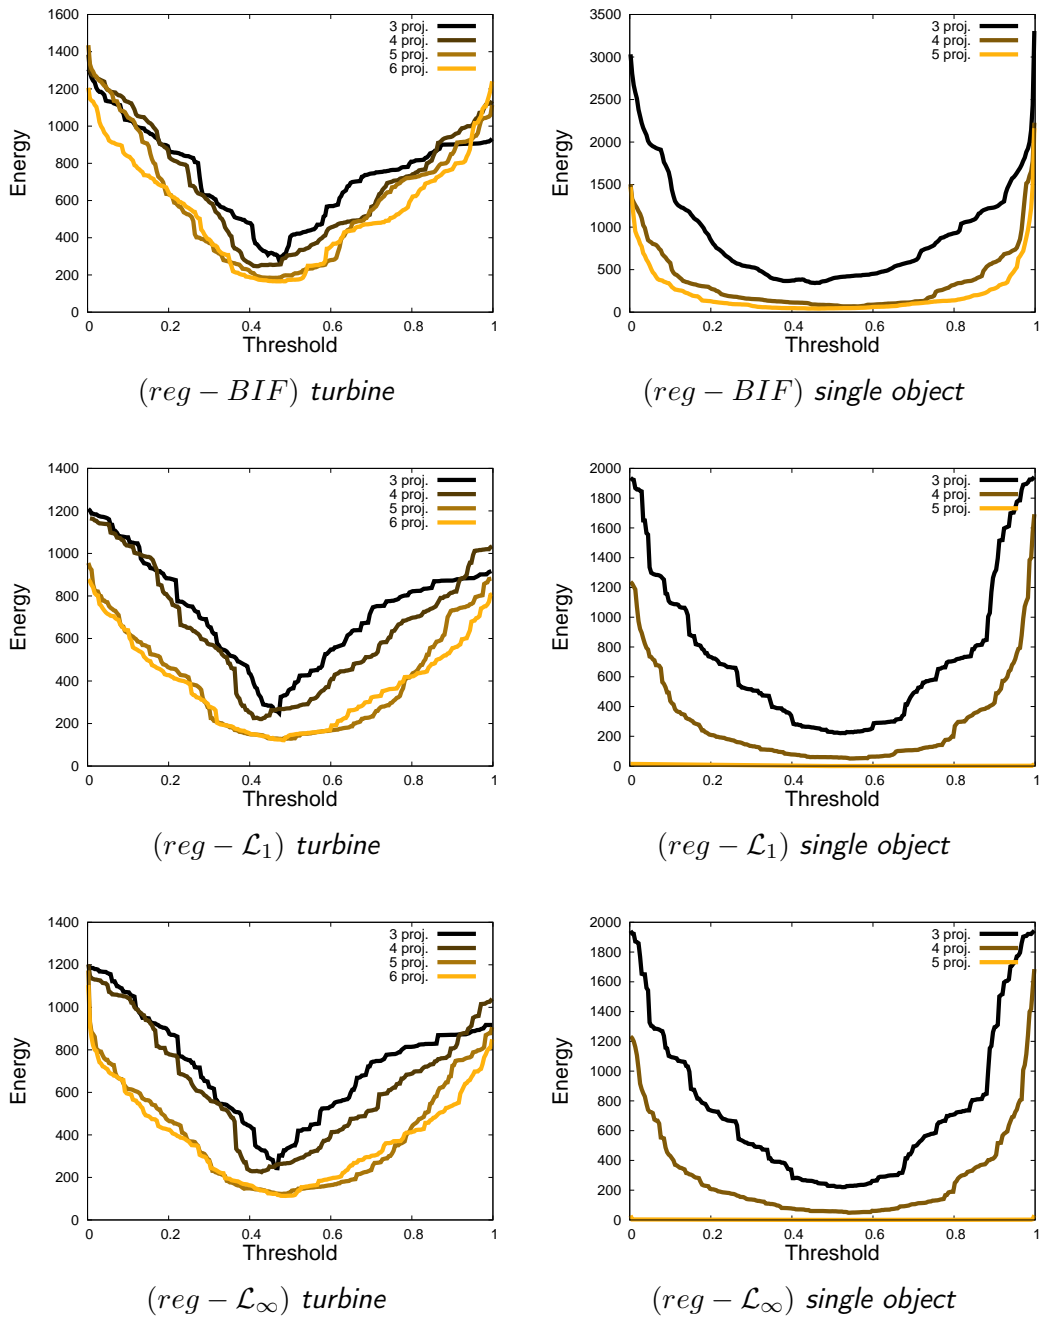 1600
1400
1200
1000
800
600
400
200
0
0
0.2
0.4
0.6
0.8
1
Energy
Threshold
3 proj.
4 proj.
5 proj.
6 proj.
(reg − BIF) turbine
3500
3000
2500
2000
1500
1000
500
0
0
0.2
0.4
0.6
0.8
1
Energy
Threshold
3 proj.
4 proj.
5 proj.
(reg − BIF) single object
1400
1200
1000
800
600
400
200
0
0
0.2
0.4
0.6
0.8
1
Energy
Threshold
3 proj.
4 proj.
5 proj.
6 proj.
(reg − ℒ₁) turbine
2000
1800
1600
1400
1200
1000
800
600
400
200
0
0
0.2
0.4
0.6
0.8
1
Energy
Threshold
3 proj.
4 proj.
5 proj.
(reg − ℒ₁) single object
1400
1200
1000
800
600
400
200
0
0
0.2
0.4
0.6
0.8
1
Energy
Threshold
3 proj.
4 proj.
5 proj.
6 proj.
(reg − ℒ∞) turbine
2000
1800
1600
1400
1200
1000
800
600
400
200
0
0
0.2
0.4
0.6
0.8
1
Energy
Threshold
3 proj.
4 proj.
5 proj.
(reg − ℒ∞) single object